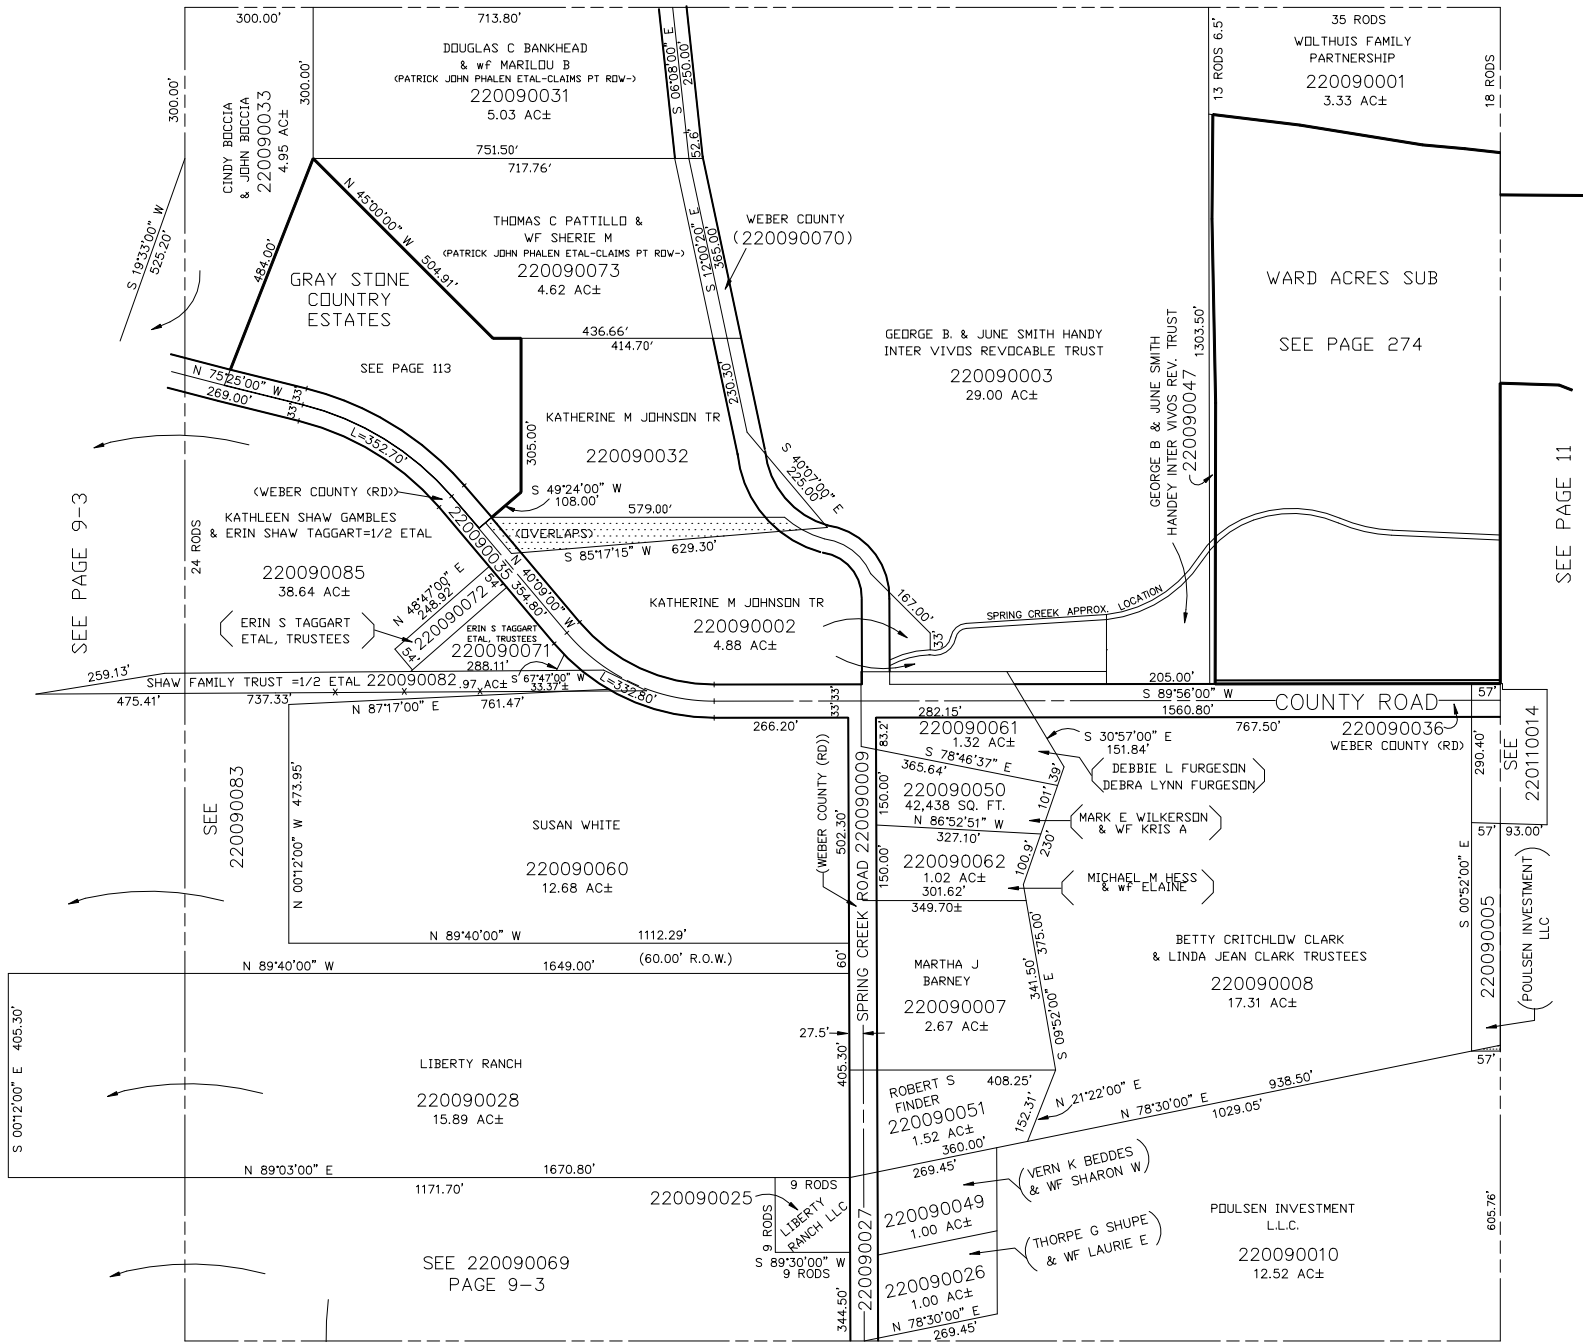 300.00'
713.80'
35 RODS
DOUGLAS C BANKHEAD
& wf MARILOU B
(PATRICK JOHN PHALEN ETAL-CLAIMS PT ROW-)
220090031
5.03 AC±
S 06°08'00" E
250.00'
52.6'
13 RODS 6.5'
WOLTHUIS FAMILY
PARTNERSHIP
220090001
3.33 AC±
18 RODS
300.00'
300.00'
CINDY BOCCIA
& JOHN BOCCIA
220090033
4.95 AC±
751.50'
717.76'
S 19°33'00" W
525.20'
484.00'
N 45°00'00" W
504.91'
THOMAS C PATTILLO &
WF SHERIE M
(PATRICK JOHN PHALEN ETAL-CLAIMS PT ROW-)
220090073
4.62 AC±
S 12°00'20" E
365.00'
WEBER COUNTY
(220090070)
GRAY STONE
COUNTRY
ESTATES
SEE PAGE 113
436.66'
414.70'
230.30'
GEORGE B. & JUNE SMITH HANDY
INTER VIVOS REVOCABLE TRUST
220090003
29.00 AC±
GEORGE B & JUNE SMITH
HANDEY INTER VIVOS REV. TRUST
220090047
1303.50'
WARD ACRES SUB
SEE PAGE 274
SEE PAGE 11
N 75°25'00" W
269.00'
33'33'
L=352.70'
KATHERINE M JOHNSON TR
220090032
305.00'
S 49°24'00" W
108.00'
579.00'
S 40°07'00" E
225.00'
(OVERLAPS)
S 85°17'15" W 629.30'
SEE PAGE 9-3
24 RODS
(WEBER COUNTY (RD))
KATHLEEN SHAW GAMBLES
& ERIN SHAW TAGGART=1/2 ETAL
220090085
38.64 AC±
220090035
N 40°09'00" W
354.80'
N 48°47'00" E
248.92'
54'
220090072
54'
ERIN S TAGGART
ETAL, TRUSTEES
ERIN S TAGGART
ETAL, TRUSTEES
220090071
288.11'
S 67°47'00" W
33.37'±
KATHERINE M JOHNSON TR
220090002
4.88 AC±
167.00'
33'
SPRING CREEK APPROX. LOCATION
259.13'
SHAW FAMILY TRUST =1/2 ETAL 220090082 .97 AC±
L=332.80'
475.41'
737.33'
N 87°17'00" E
761.47'
205.00'
S 89°56'00" W
1560.80'
COUNTY ROAD
57'
266.20'
33'33'
282.15'
767.50'
220090036
WEBER COUNTY (RD)
SEE
220110014
290.40'
220090061
1.32 AC±
83.2'
S 78°46'37" E
365.64'
S 30°57'00" E
151.84'
39'
DEBBIE L FURGESON
DEBRA LYNN FURGESON
SEE
220090083
N 00°12'00" W 473.95'
SUSAN WHITE
220090060
12.68 AC±
(WEBER COUNTY (RD))
502.30'
SPRING CREEK ROAD 220090009
150.00'
220090050
42,438 SQ. FT.
N 86°52'51" W
327.10'
101'
230'
MARK E WILKERSON
& WF KRIS A
150.00'
220090062
1.02 AC±
301.62'
349.70±
100.9'
MICHAEL M HESS
& wf ELAINE
57'
93.00'
S 00°52'00" E
220090005
POULSEN INVESTMENT
LLC
N 89°40'00" W
1112.29'
(60.00' R.O.W.)
60'
N 89°40'00" W
1649.00'
MARTHA J
BARNEY
220090007
2.67 AC±
375.00'
341.50'
S 09°52'00" E
BETTY CRITCHLOW CLARK
& LINDA JEAN CLARK TRUSTEES
220090008
17.31 AC±
27.5'
S 00°12'00" E 405.30'
LIBERTY RANCH
220090028
15.89 AC±
405.30'
57'
408.25'
ROBERT S
FINDER
220090051
1.52 AC±
152.31'
N 21°22'00" E
938.50'
N 78°30'00" E
1029.05'
360.00'
269.45'
N 89°03'00" E
1670.80'
1171.70'
220090025
9 RODS
9 RODS
LIBERTY
RANCH LLC
S 89°30'00" W
9 RODS
220090027
VERN K BEDDES
& WF SHARON W
220090049
1.00 AC±
THORPE G SHUPE
& WF LAURIE E
220090026
1.00 AC±
N 78°30'00" E
269.45'
344.50'
SEE 220090069
PAGE 9-3
POULSEN INVESTMENT
L.L.C.
220090010
12.52 AC±
605.76'